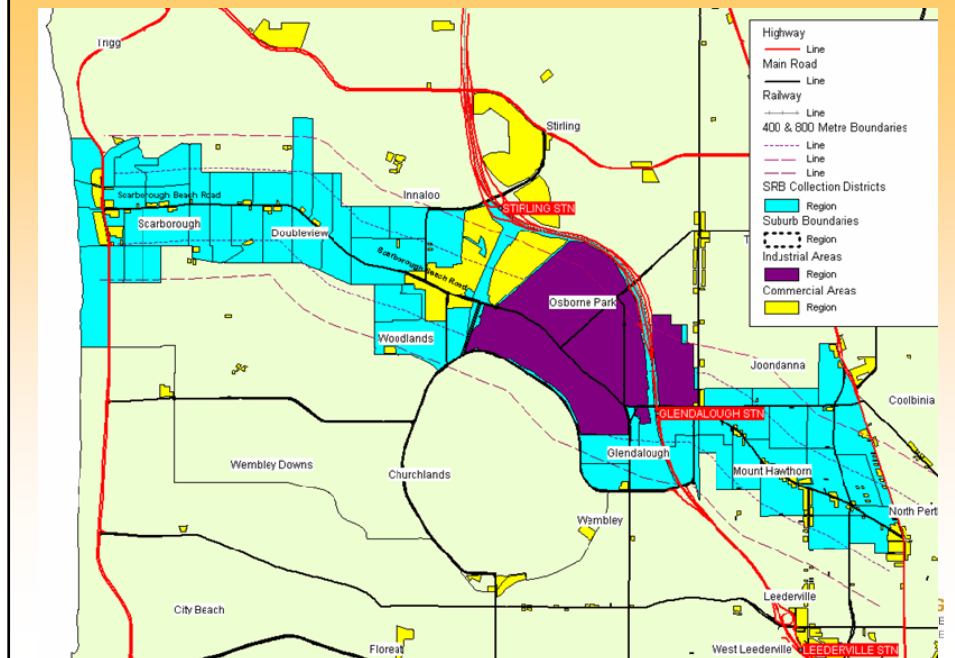 Trigg
Stirling
Innaloo
STIRLING STN
Scarborough Beach Road
Scarborough
Doubleview
Scarborough Beach Road
Osborne Park
Woodlands
Joondanna
Coolbinia
GLENDALOUGH STN
Glendalough
Wembley Downs
Churchlands
Mount Hawthorn
North Pert
Wembley
Leederville
City Beach
Floreat
West Leederville
LEEDERVILLE STN
Highway
Line
Main Road
Line
Railway
Line
400 & 800 Metre Boundaries
Line
Line
Line
SRB Collection Districts
Region
Suburb Boundaries
Region
Industrial Areas
Region
Commercial Areas
Region